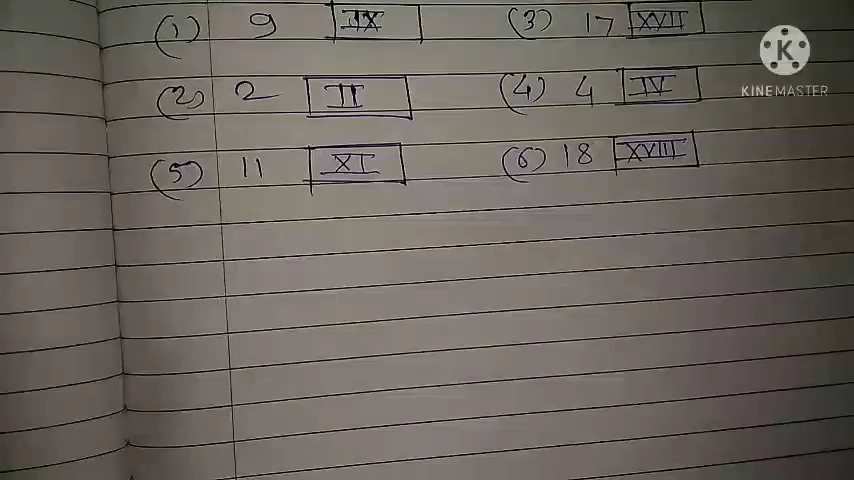 (1) 9 IX (3) 17 XVII
(2) 2 II (4) 4 IV
(5) 11 XI (6) 18 XVIII
K
KINEMASTER